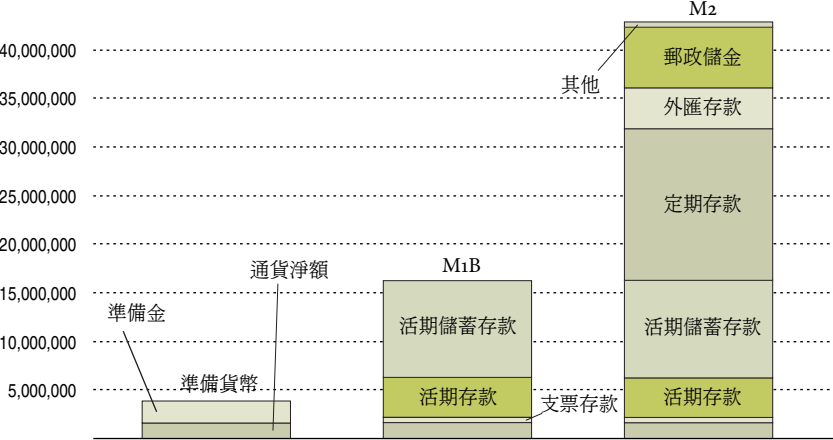 M2
40,000,000
郵政儲金
其他
35,000,000
外匯存款
30,000,000
25,000,000
定期存款
20,000,000
通貨淨額
M1B
15,000,000
準備金
活期儲蓄存款
活期儲蓄存款
10,000,000
準備貨幣
5,000,000
活期存款
支票存款
活期存款